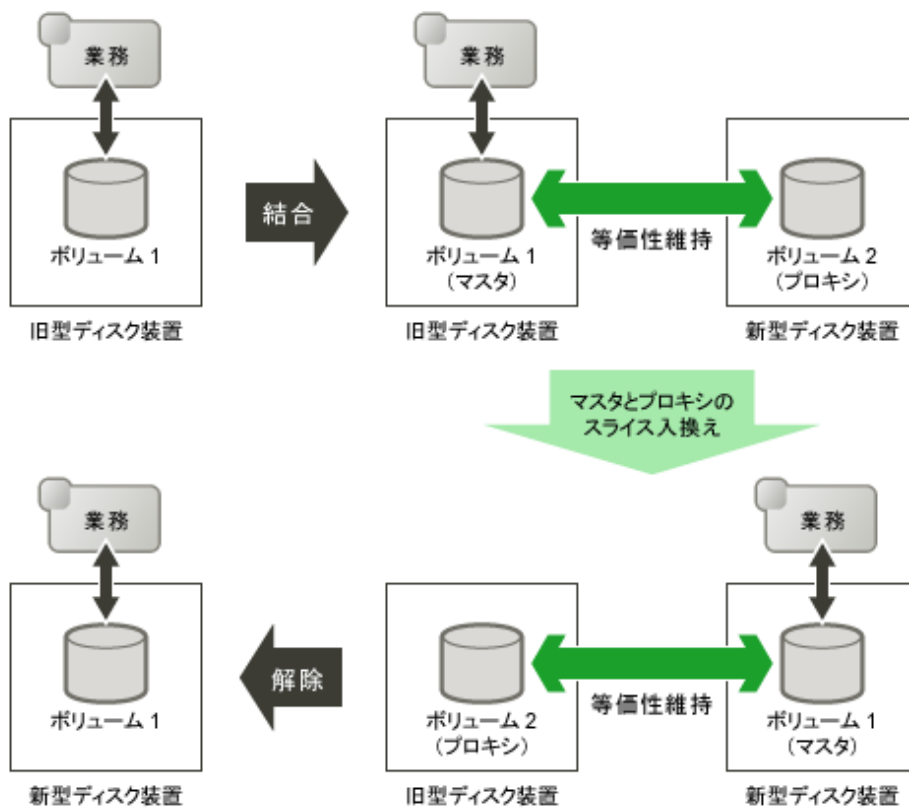 業務
業務
結合
ボリューム 1
ボリューム 1
(マスタ)
等価性維持
ボリューム 2
(プロキシ)
旧型ディスク装置
旧型ディスク装置
新型ディスク装置
マスタとプロキシの
スライス入換え
業務
業務
解除
ボリューム 1
ボリューム 2
(プロキシ)
等価性維持
ボリューム 1
(マスタ)
新型ディスク装置
旧型ディスク装置
新型ディスク装置